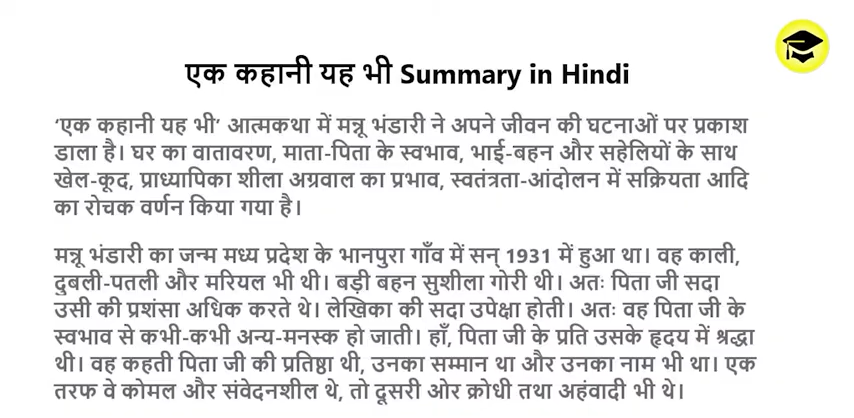 एक कहानी यह भी Summary in Hindi
‘एक कहानी यह भी’ आत्मकथा में मन्नू भंडारी ने अपने जीवन की घटनाओं पर प्रकाश
डाला है। घर का वातावरण, माता-पिता के स्वभाव, भाई-बहन और सहेलियों के साथ
खेल-कूद, प्राध्यापिका शीला अग्रवाल का प्रभाव, स्वतंत्रता-आंदोलन में सक्रियता आदि
का रोचक वर्णन किया गया है।
मन्नू भंडारी का जन्म मध्य प्रदेश के भानपुरा गाँव में सन् 1931 में हुआ था। वह काली,
दुबली-पतली और मरियल भी थी। बड़ी बहन सुशीला गोरी थी। अतः पिता जी सदा
उसी की प्रशंसा अधिक करते थे। लेखिका की सदा उपेक्षा होती। अतः वह पिता जी के
स्वभाव से कभी-कभी अन्य-मनस्क हो जाती। हाँ, पिता जी के प्रति उसके हृदय में श्रद्धा
थी। वह कहती पिता जी की प्रतिष्ठा थी, उनका सम्मान था और उनका नाम भी था। एक
तरफ वे कोमल और संवेदनशील थे, तो दूसरी ओर क्रोधी तथा अहंवादी भी थे।